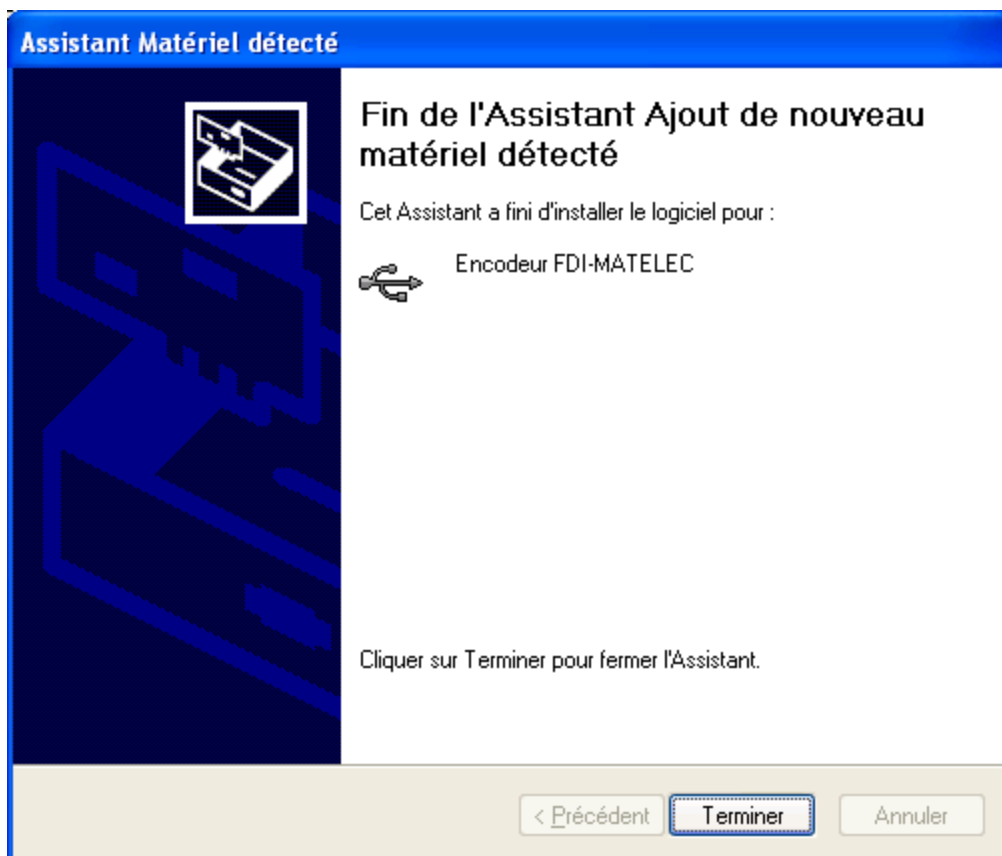 Assistant Matériel détecté
Fin de l'Assistant Ajout de nouveau
matériel détecté
Cet Assistant a fini d'installer le logiciel pour :
Encodeur FDI-MATELEC
Cliquer sur Terminer pour fermer l'Assistant.
< Précédent
Terminer
Annuler